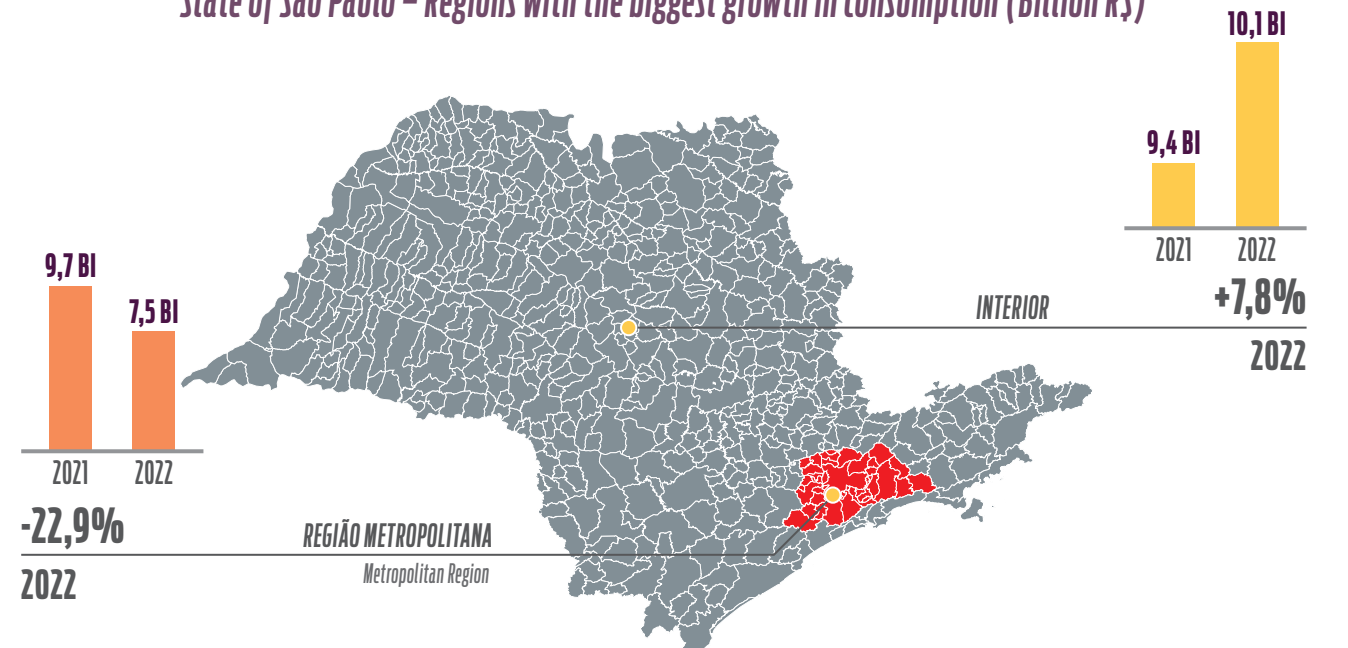 State of São Paulo – Regions with the biggest growth in consumption (Billion R$)
10,1 BI
9,4 BI
2021 2022
+7,8%
INTERIOR
2022
9,7 BI
7,5 BI
2021 2022
-22,9%
REGIÃO METROPOLITANA
Metropolitan Region
2022